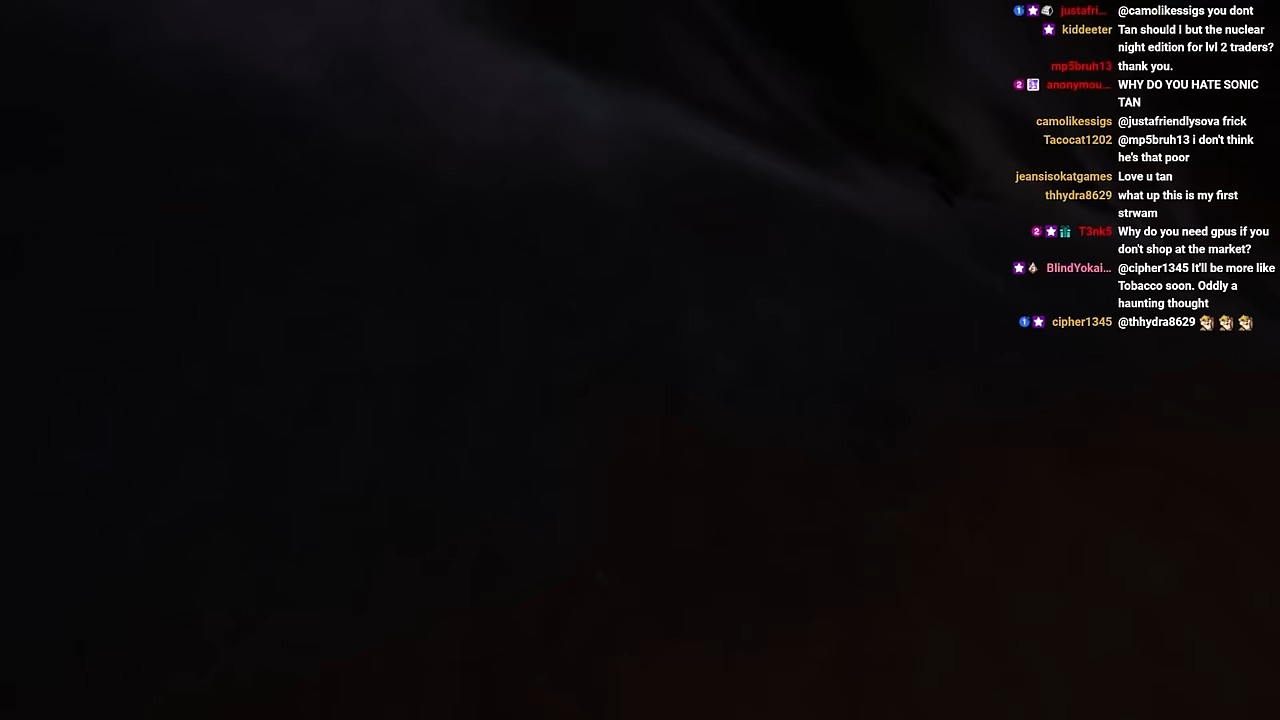 justafri... @camolikessigs you dont
kiddeeter Tan should I but the nuclear
night edition for lvl 2 traders?
mp5bruh13 thank you.
anonymou... WHY DO YOU HATE SONIC
TAN
camolikessigs @justafriendlysova frick
Tacocat1202 @mp5bruh13 i don't think
he's that poor
jeansisokatgames Love u tan
thhydra8629 what up this is my first
strwam
2 T3nk5 Why do you need gpus if you
don't shop at the market?
BlindYokai... @cipher1345 It'll be more like
Tobacco soon. Oddly a
haunting thought
1 cipher1345 @thhydra8629